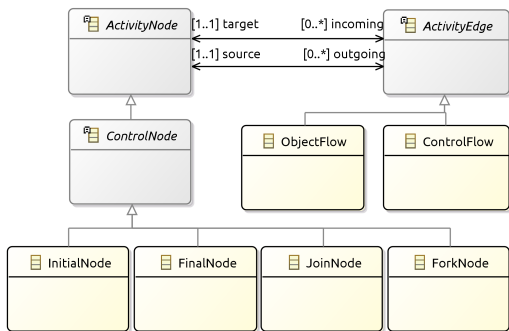 ActivityNode
[1..1] target
[0..*] incoming
ActivityEdge
[1..1] source
[0..*] outgoing
ControlNode
ObjectFlow
ControlFlow
InitialNode
FinalNode
JoinNode
ForkNode